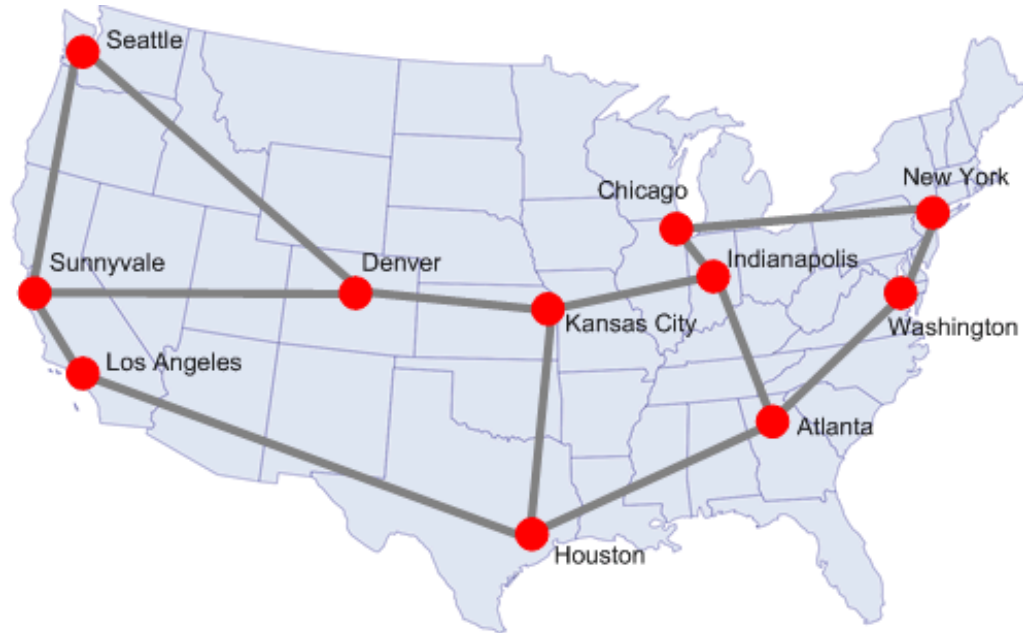 Seattle
Chicago
New York
Sunnyvale
Denver
Indianapolis
Kansas City
Washington
Los Angeles
Atlanta
Houston